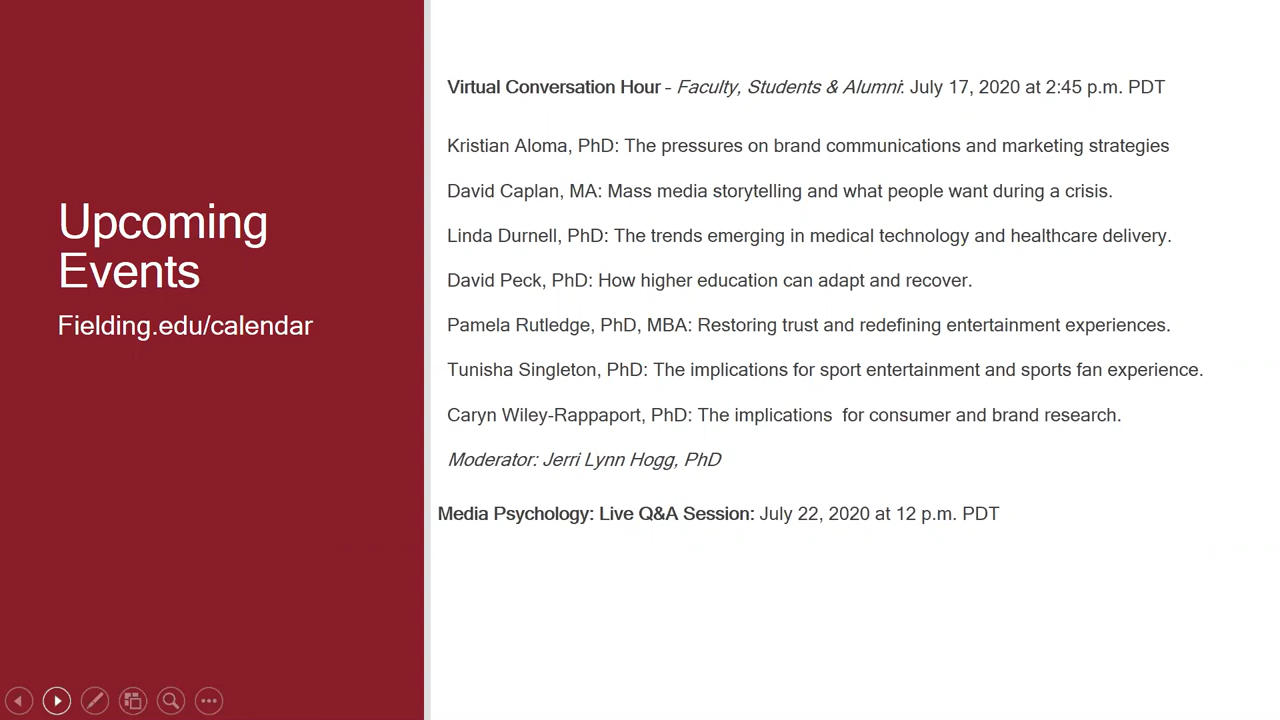 Upcoming
Events
Fielding.edu/calendar
Virtual Conversation Hour - Faculty, Students & Alumni: July 17, 2020 at 2:45 p.m. PDT
Kristian Aloma, PhD: The pressures on brand communications and marketing strategies
David Caplan, MA: Mass media storytelling and what people want during a crisis.
Linda Durnell, PhD: The trends emerging in medical technology and healthcare delivery.
David Peck, PhD: How higher education can adapt and recover.
Pamela Rutledge, PhD, MBA: Restoring trust and redefining entertainment experiences.
Tunisha Singleton, PhD: The implications for sport entertainment and sports fan experience.
Caryn Wiley-Rappaport, PhD: The implications  for consumer and brand research.
Moderator: Jerri Lynn Hogg, PhD
Media Psychology: Live Q&A Session: July 22, 2020 at 12 p.m. PDT